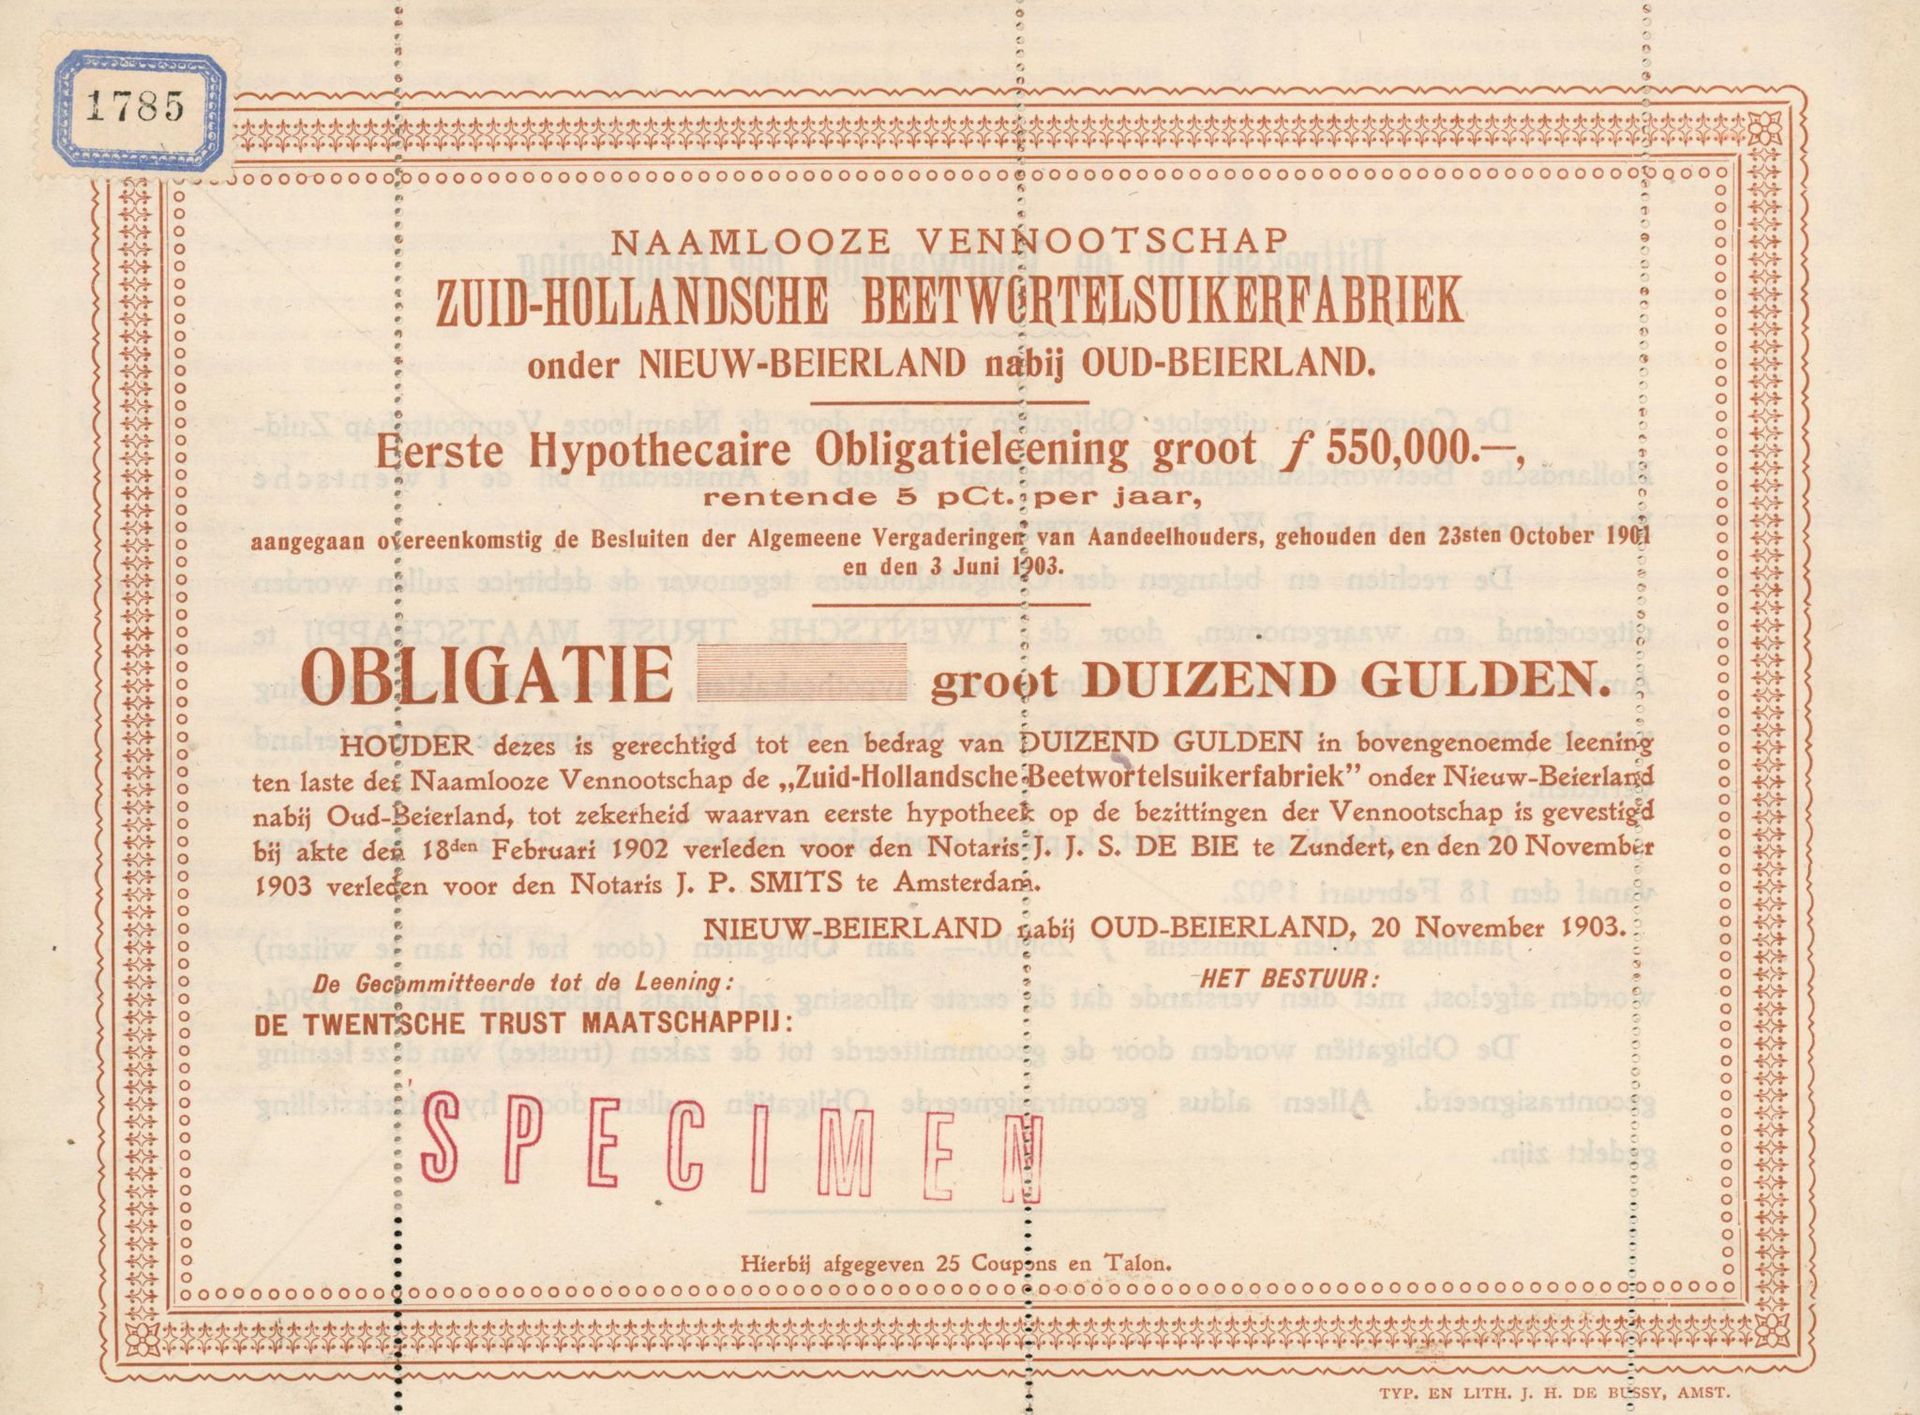 1785
NAAMLOOZE VENNOOTSCHAP
ZUID-HOLLANDSCHE BEETWORTELSUIKERFABRIEK
onder NIEUW-BEIERLAND nabij OUD-BEIERLAND.
Eerste Hypothecaire Obligatieleening groot ƒ 550,000.—,
rentende 5 pCt. per jaar,
aangegaan overeenkomstig de Besluiten der Algemeene Vergaderingen van Aandeelhouders, gehouden den 23sten October 1901
en den 3 Juni 1903.
OBLIGATIE groot DUIZEND GULDEN.
HOUDER dezes is gerechtigd tot een bedrag van DUIZEND GULDEN in bovengenoemde leening
ten laste der Naamlooze Vennootschap de „Zuid-Hollandsche Beetwortelsuikerfabriek” onder Nieuw-Beierland
nabij Oud-Beierland, tot zekerheid waarvan eerste hypotheek op de bezittingen der Vennootschap is gevestigd
bij akte den 18den Februari 1902 verleden voor den Notaris J. J. S. DE BIE te Zundert, en den 20 November
1903 verleden voor den Notaris J. P. SMITS te Amsterdam.
NIEUW-BEIERLAND nabij OUD-BEIERLAND, 20 November 1903.
De Gecommitteerde tot de Leening: HET BESTUUR:
DE TWENTSCHE TRUST MAATSCHAPPIJ:
SPECIMEN
Hierbij afgegeven 25 Coupons en Talon.
TYP. EN LITH. J. H. DE BUSSY, AMST.